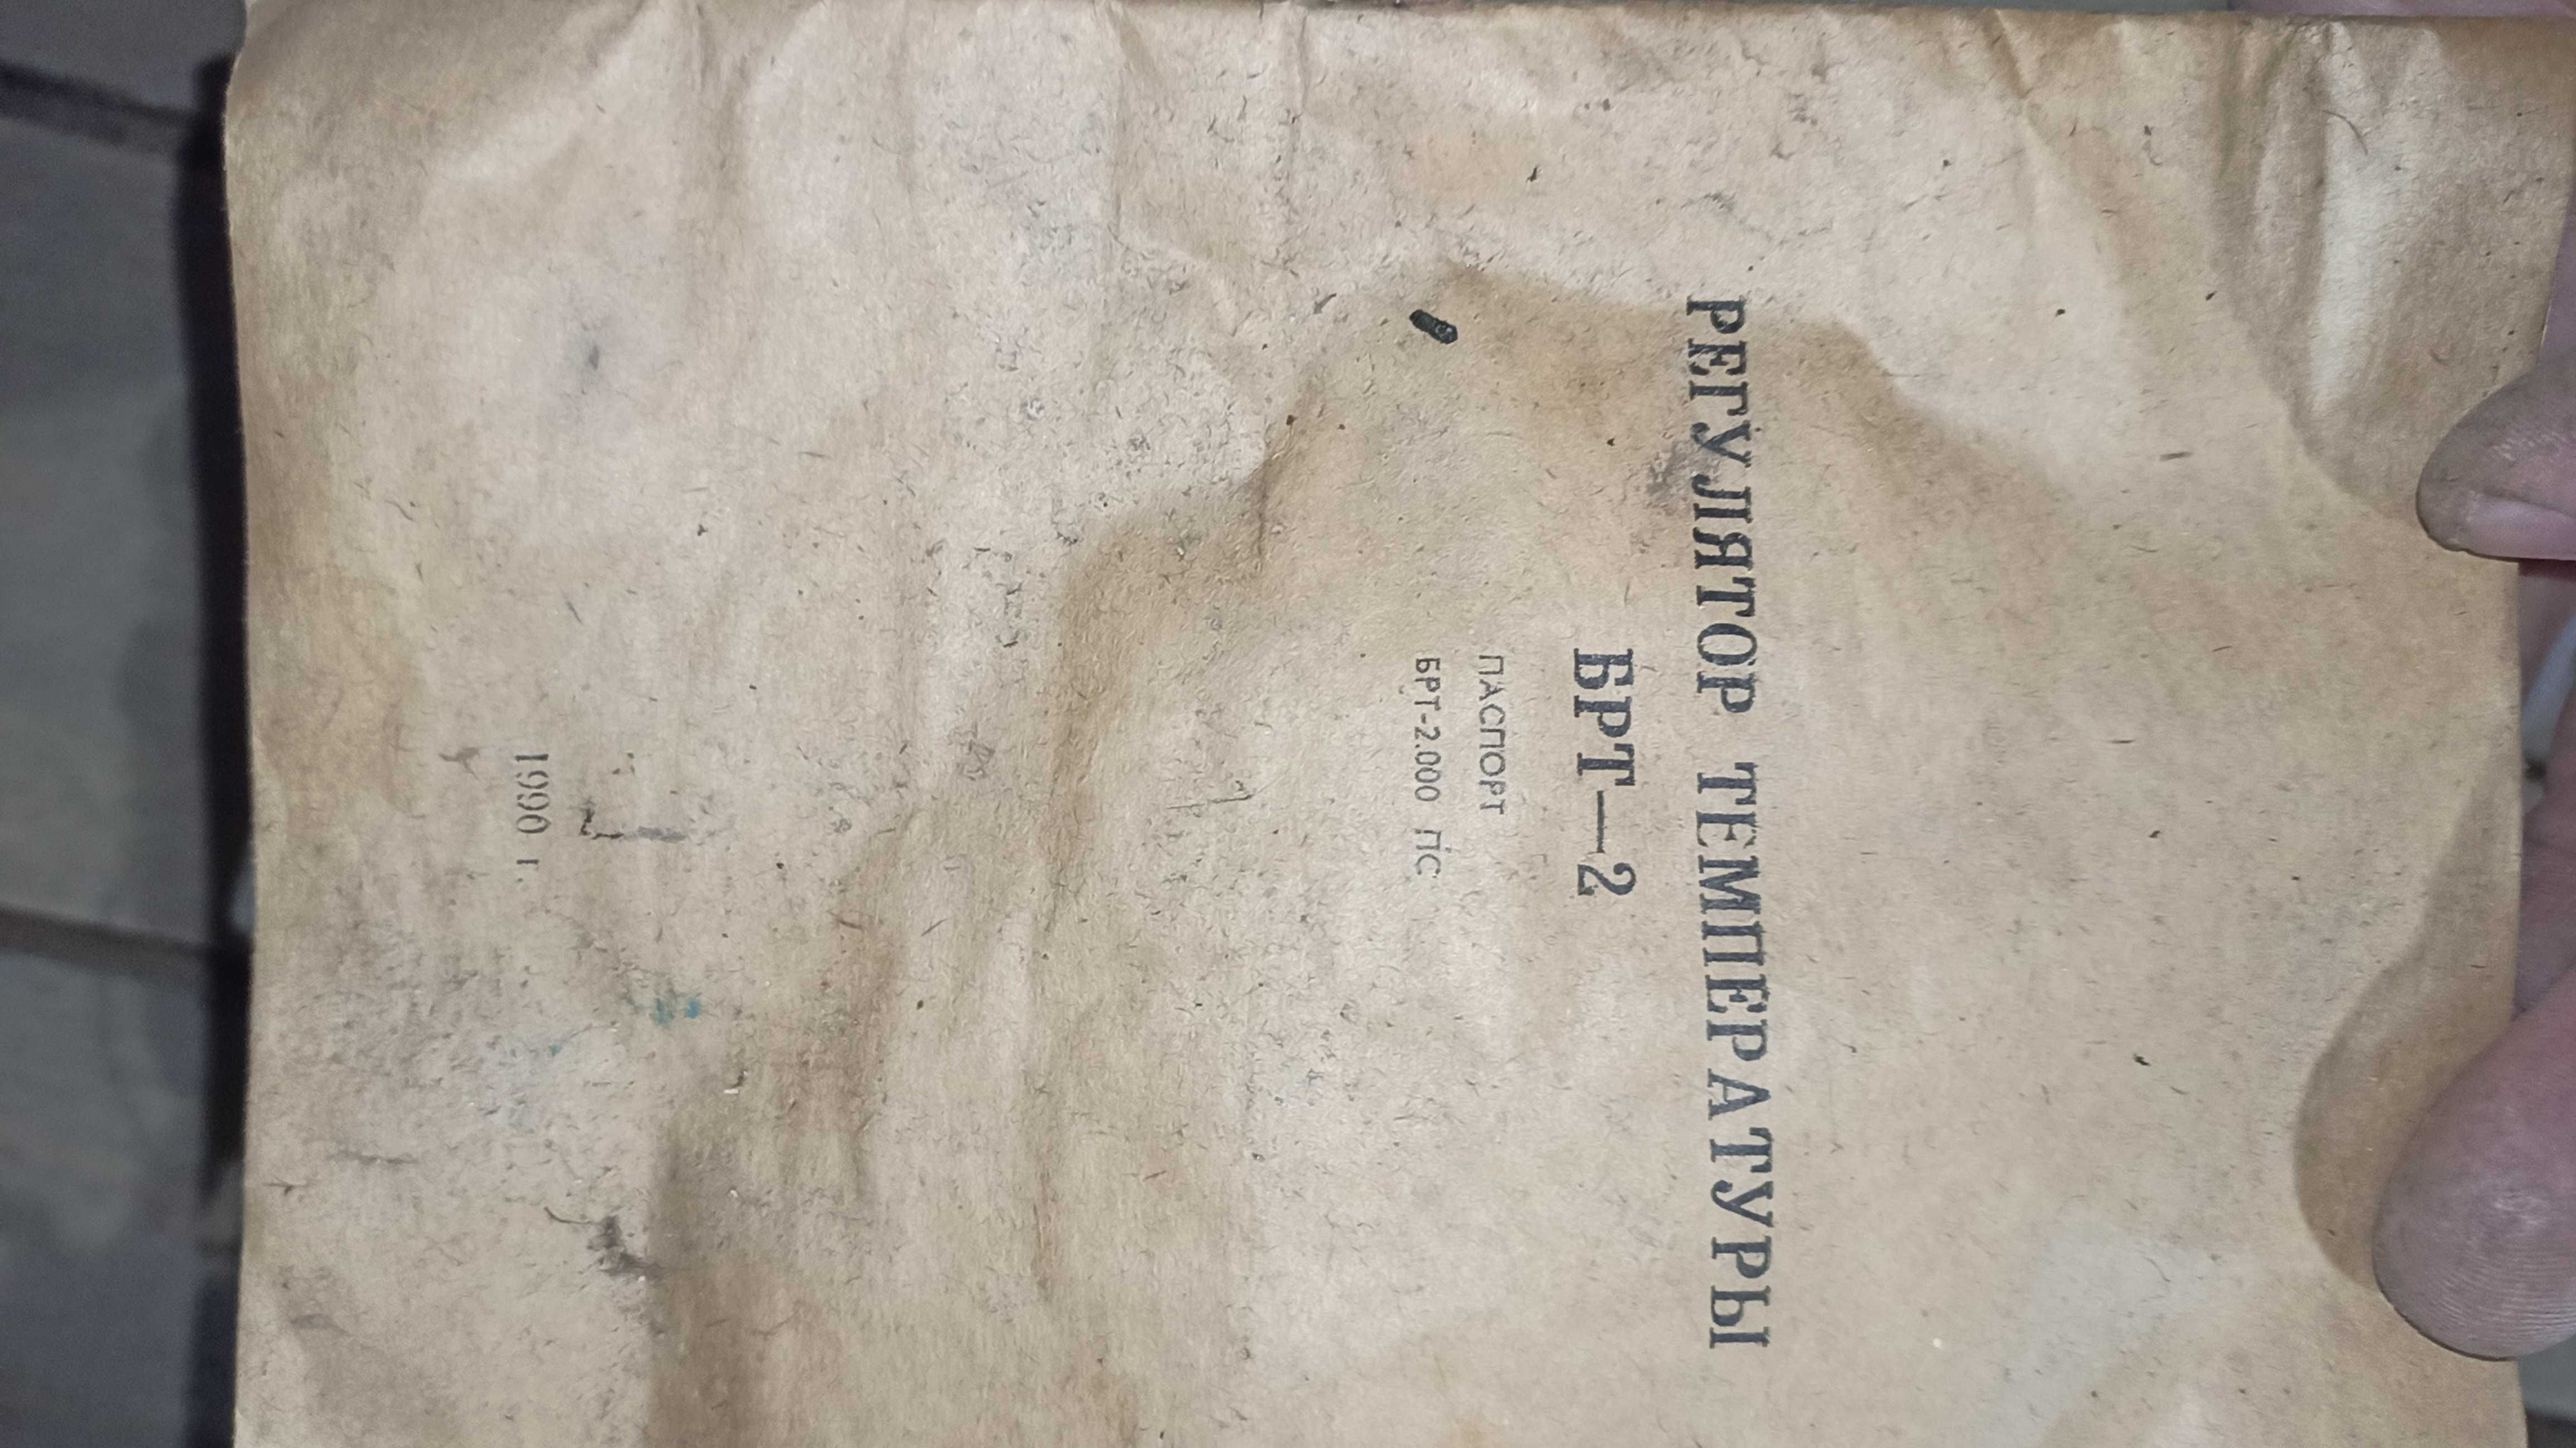 РЕГУЛЯТОР ТЕМПЕРАТУРЫ
БРТ—2
ПАСПОРТ
БРТ-2.000 ПС
1990 г.